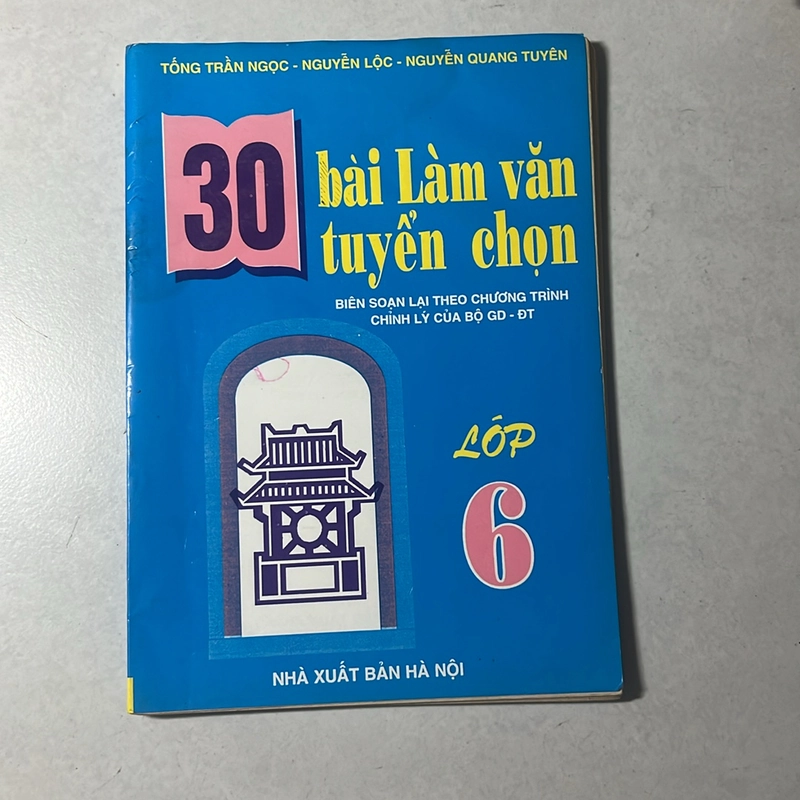 TỐNG TRẦN NGỌC - NGUYỄN LỘC - NGUYỄN QUANG TUYÊN
30
bài Làm văn
tuyển chọn
BIÊN SOẠN LẠI THEO CHƯƠNG TRÌNH
CHỈNH LÝ CỦA BỘ GD - ĐT
LỚP
6
NHÀ XUẤT BẢN HÀ NỘI